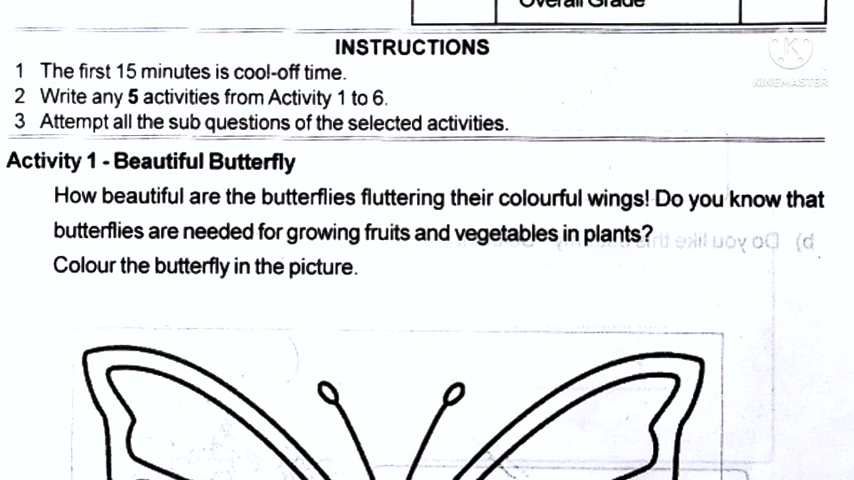 Overall Grade
INSTRUCTIONS
KINEMASTER
1 The first 15 minutes is cool-off time.
2 Write any 5 activities from Activity 1 to 6.
3 Attempt all the sub questions of the selected activities.
Activity 1 - Beautiful Butterfly
How beautiful are the butterflies fluttering their colourful wings! Do you know that
butterflies are needed for growing fruits and vegetables in plants?
b) Do you like
Colour the butterfly in the picture.